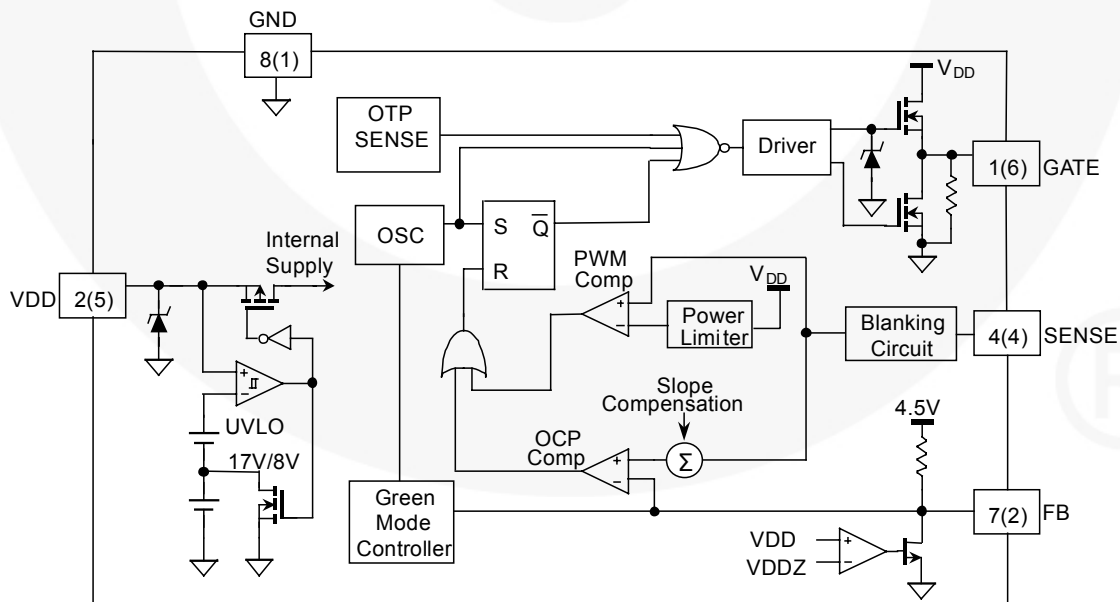 GND
8(1)
V_DD
OTP
SENSE
Driver
1(6)
GATE
OSC
S
Q̅
R
Internal
Supply
VDD
2(5)
PWM
Comp
V_DD
+
−
Power
Limiter
Blanking
Circuit
4(4)
SENSE
+
−
Slope
Compensation
4.5V
UVLO
17V/8V
OCP
Comp
+
−
Σ
Green
Mode
Controller
7(2)
FB
VDD
VDDZ
+
−